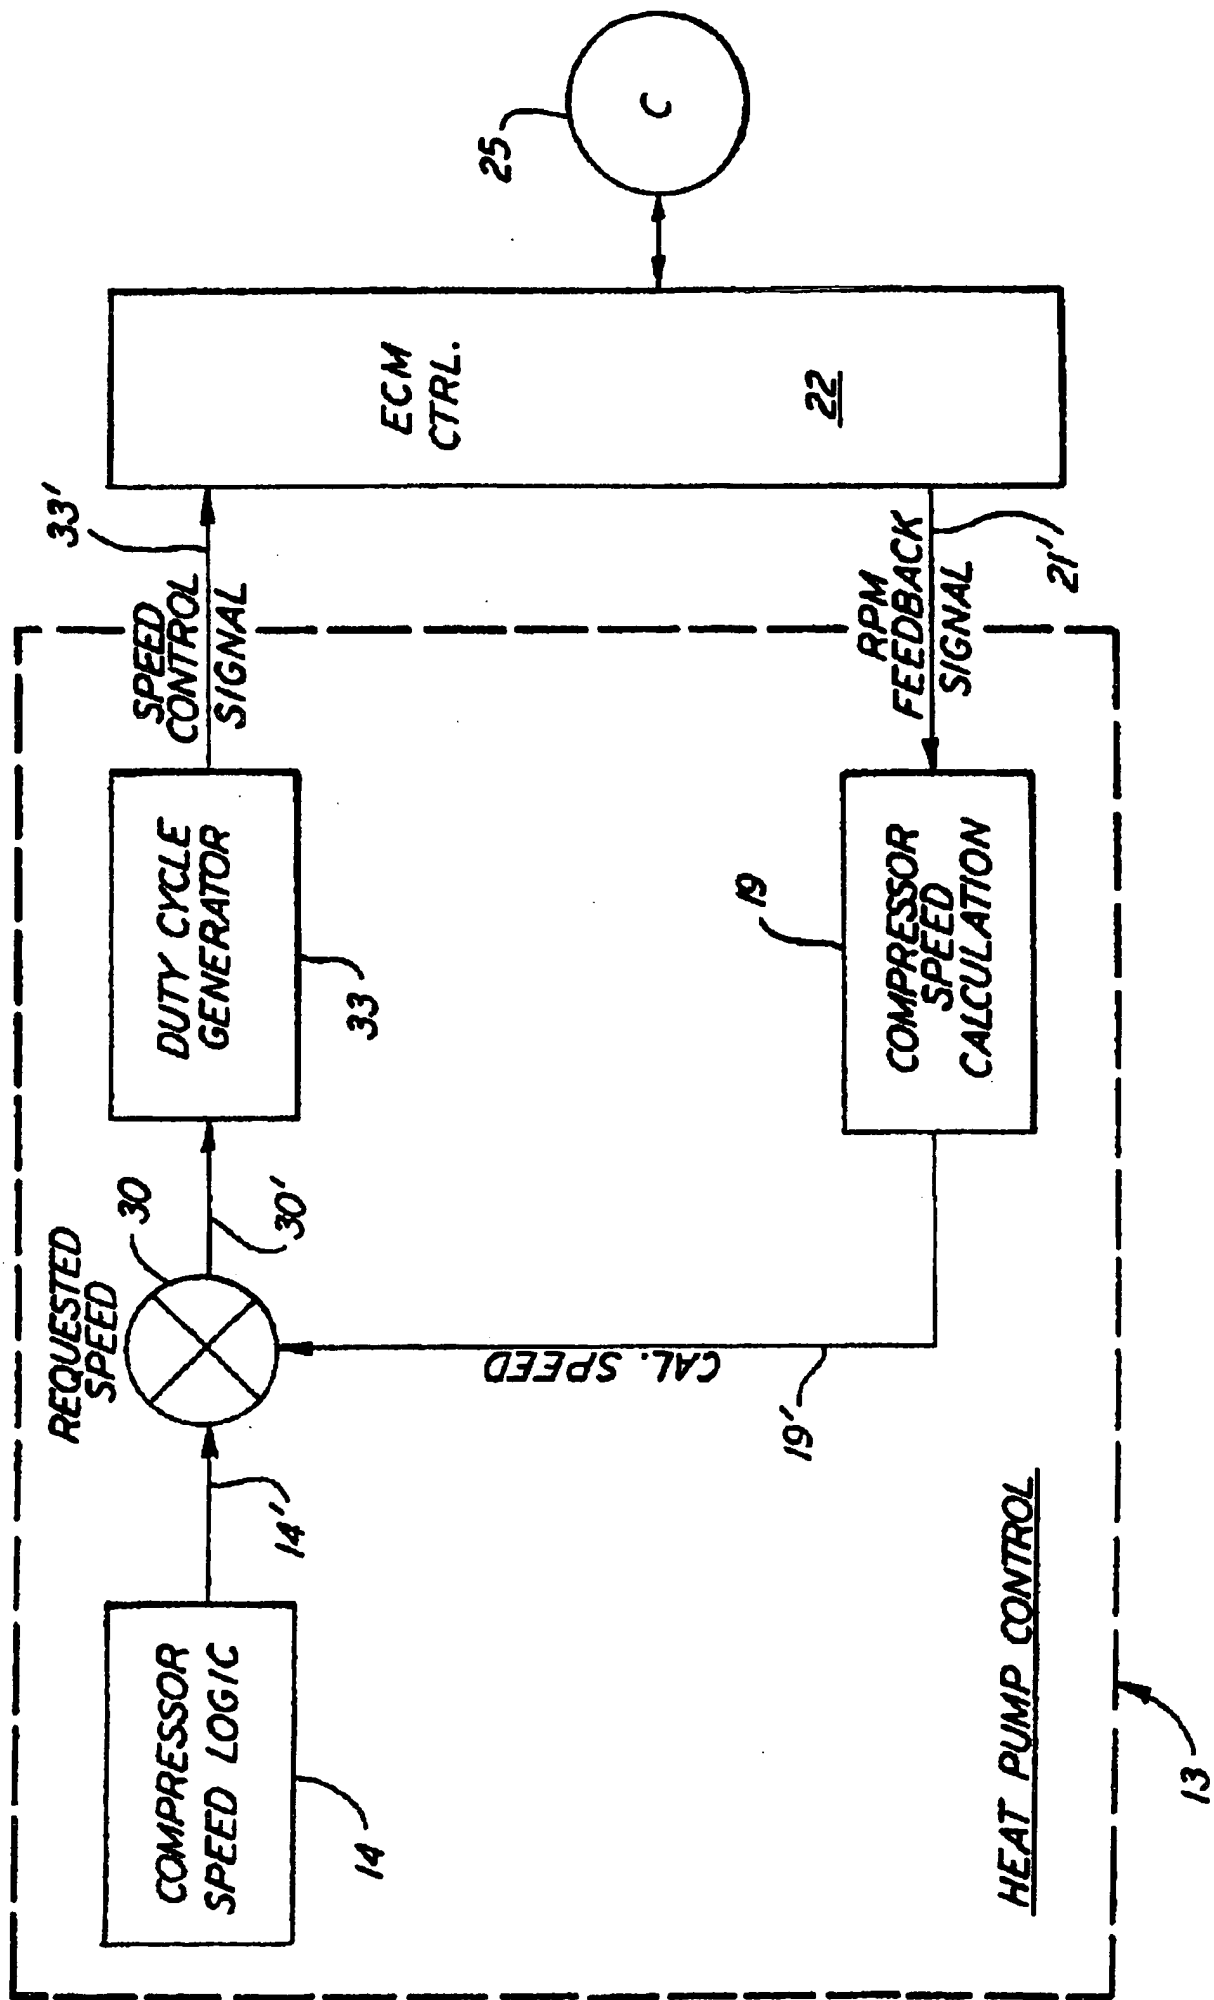 REQUESTED
SPEED
COMPRESSOR
SPEED LOGIC
14
14'
30
30'
DUTY CYCLE
GENERATOR
33
SPEED
CONTROL
SIGNAL
33'
ECM
CTRL.
22
25
C
CAL. SPEED
19'
COMPRESSOR
SPEED
CALCULATION
19
RPM
FEEDBACK
SIGNAL
21'
HEAT PUMP CONTROL
13